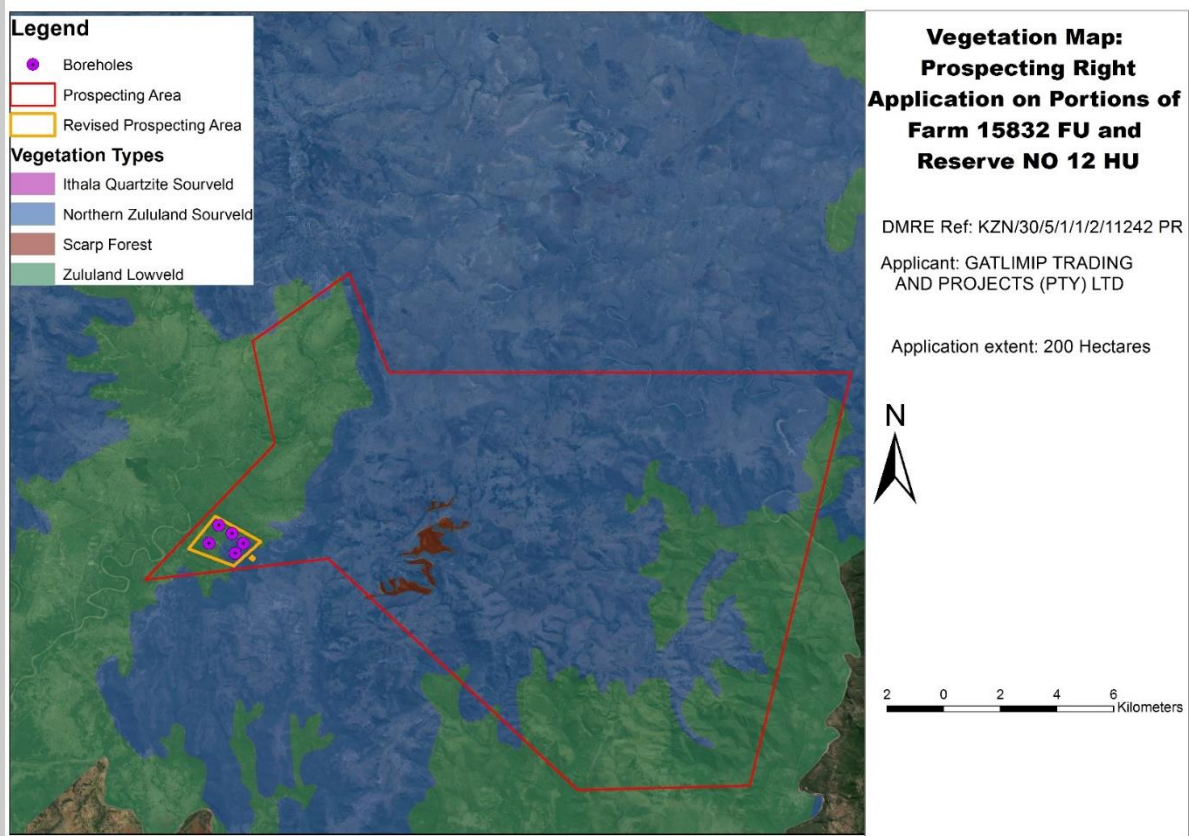 Legend
Boreholes
Prospecting Area
Revised Prospecting Area
Vegetation Types
Ithala Quartzite Sourveld
Northern Zululand Sourveld
Scarp Forest
Zululand Lowveld
Vegetation Map:
Prospecting Right
Application on Portions of
Farm 15832 FU and
Reserve NO 12 HU
DMRE Ref: KZN/30/5/1/1/2/11242 PR
Applicant: GATLIMIP TRADING
AND PROJECTS (PTY) LTD
Application extent: 200 Hectares
N
2 0 2 4 6
Kilometers